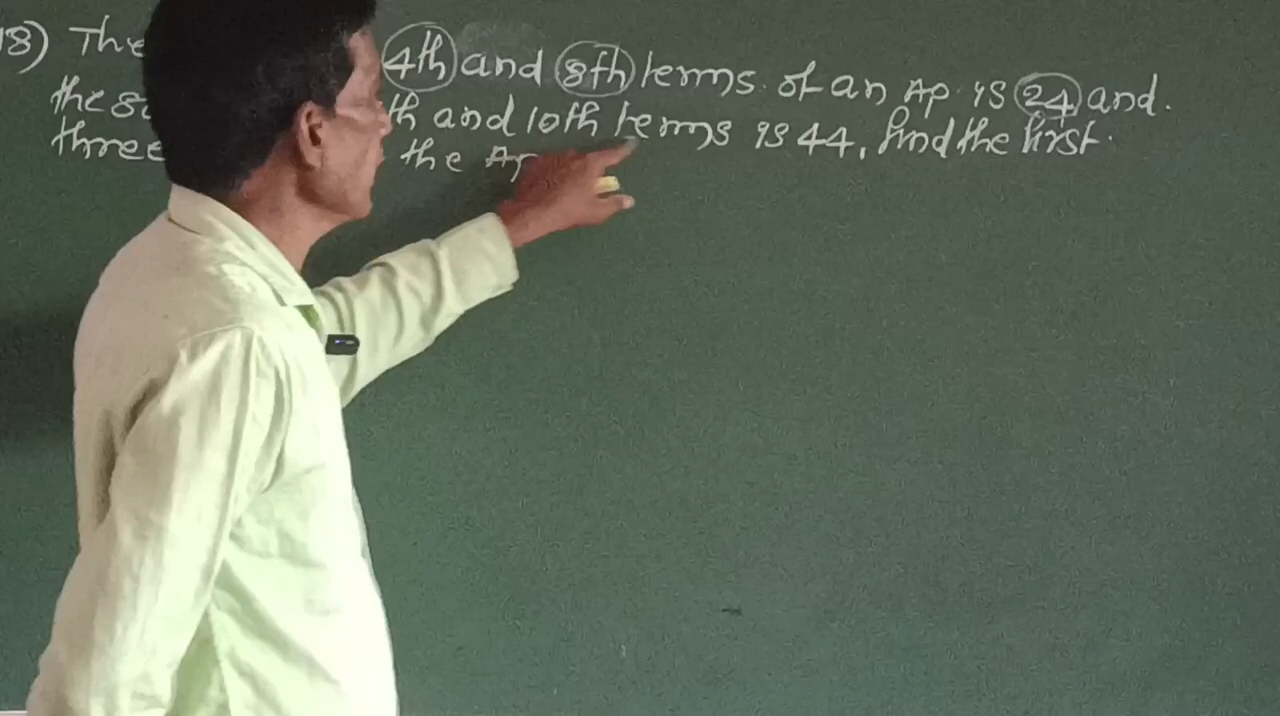 18) The 4th and 8th terms of an AP is 24 and.
the th and 10th terms is 44, find the first.
three the AP